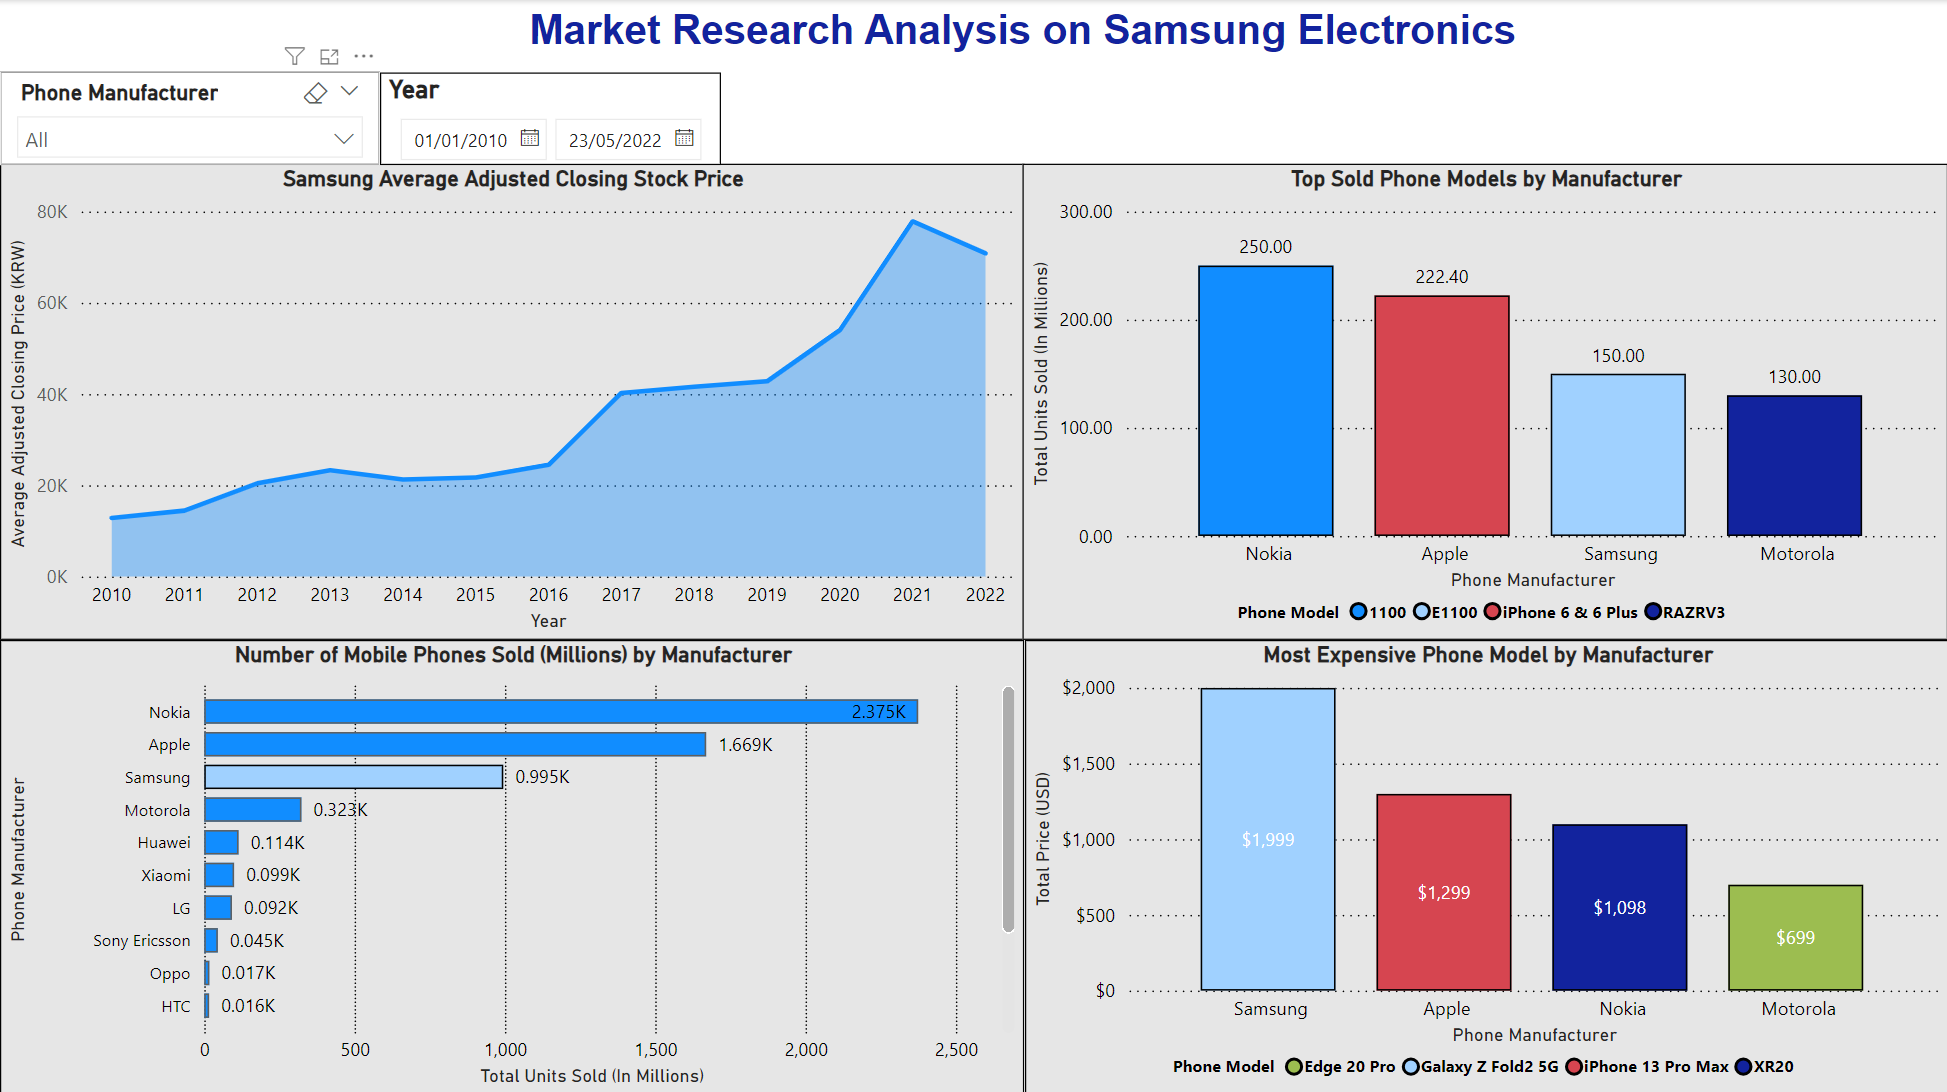 Market Research Analysis on Samsung Electronics
Phone Manufacturer
All
Year
01/01/2010
23/05/2022
Samsung Average Adjusted Closing Stock Price
Average Adjusted Closing Price (KRW)
80K
60K
40K
20K
0K
2010 2011 2012 2013 2014 2015 2016 2017 2018 2019 2020 2021 2022
Year
Top Sold Phone Models by Manufacturer
Total Units Sold (In Millions)
300.00
200.00
100.00
0.00
250.00
222.40
150.00
130.00
Nokia Apple Samsung Motorola
Phone Manufacturer
Phone Model 1100 E1100 iPhone 6 & 6 Plus RAZRV3
Number of Mobile Phones Sold (Millions) by Manufacturer
Phone Manufacturer
Nokia 2.375K
Apple 1.669K
Samsung 0.995K
Motorola 0.323K
Huawei 0.114K
Xiaomi 0.099K
LG 0.092K
Sony Ericsson 0.045K
Oppo 0.017K
HTC 0.016K
0 500 1,000 1,500 2,000 2,500
Total Units Sold (In Millions)
Most Expensive Phone Model by Manufacturer
Total Price (USD)
$2,000
$1,500
$1,000
$500
$0
$1,999
$1,299
$1,098
$699
Samsung Apple Nokia Motorola
Phone Manufacturer
Phone Model Edge 20 Pro Galaxy Z Fold2 5G iPhone 13 Pro Max XR20